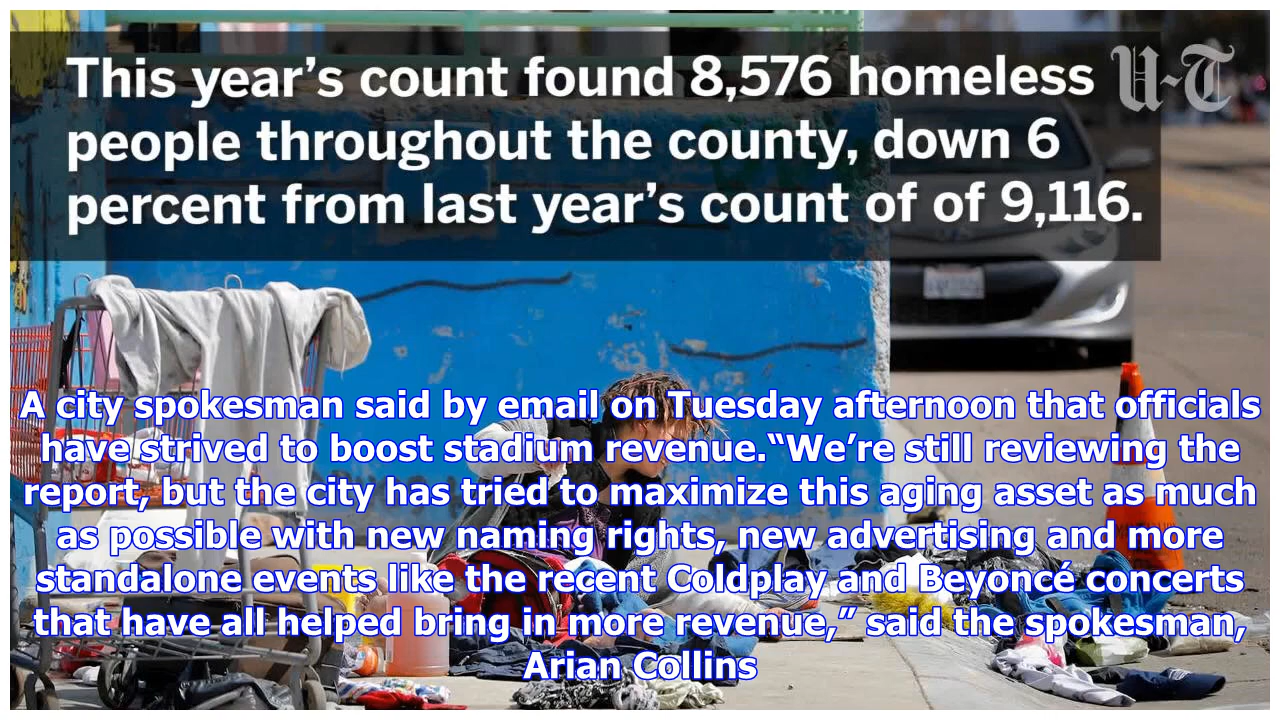 This year's count found 8,576 homeless
people throughout the county, down 6
percent from last year's count of of 9,116.
U-T
A city spokesman said by email on Tuesday afternoon that officials
have strived to boost stadium revenue.“We’re still reviewing the
report, but the city has tried to maximize this aging asset as much
as possible with new naming rights, new advertising and more
standalone events like the recent Coldplay and Beyoncé concerts
that have all helped bring in more revenue,” said the spokesman,
Arian Collins